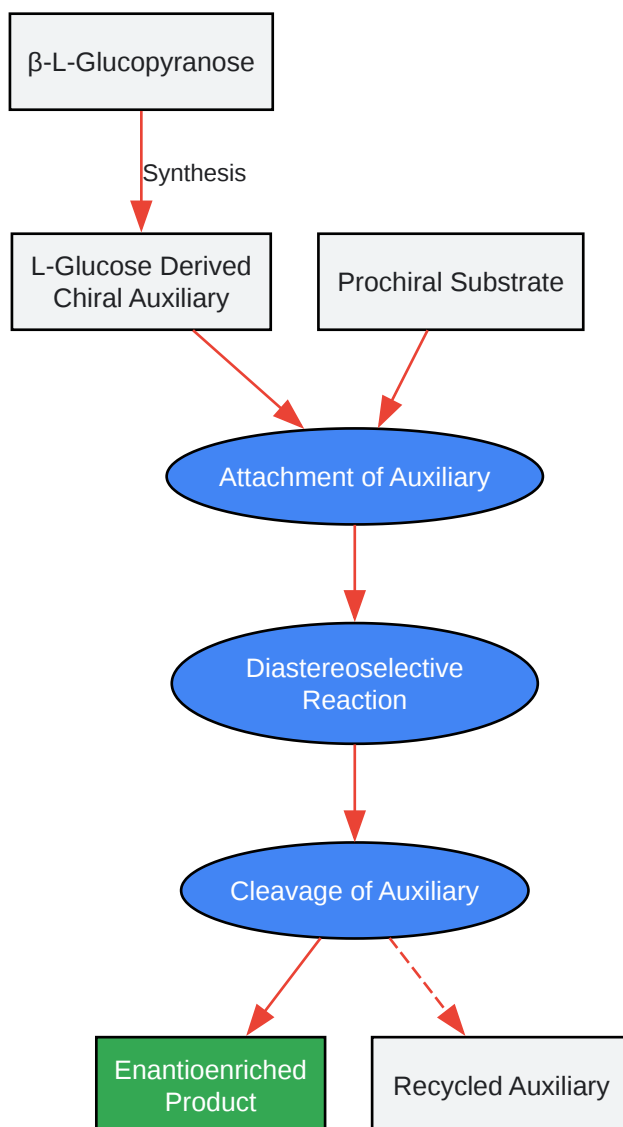 β-L-Glucopyranose
Synthesis
L-Glucose Derived
Chiral Auxiliary
Prochiral Substrate
Attachment of Auxiliary
Diastereoselective
Reaction
Cleavage of Auxiliary
Enantioenriched
Product
Recycled Auxiliary